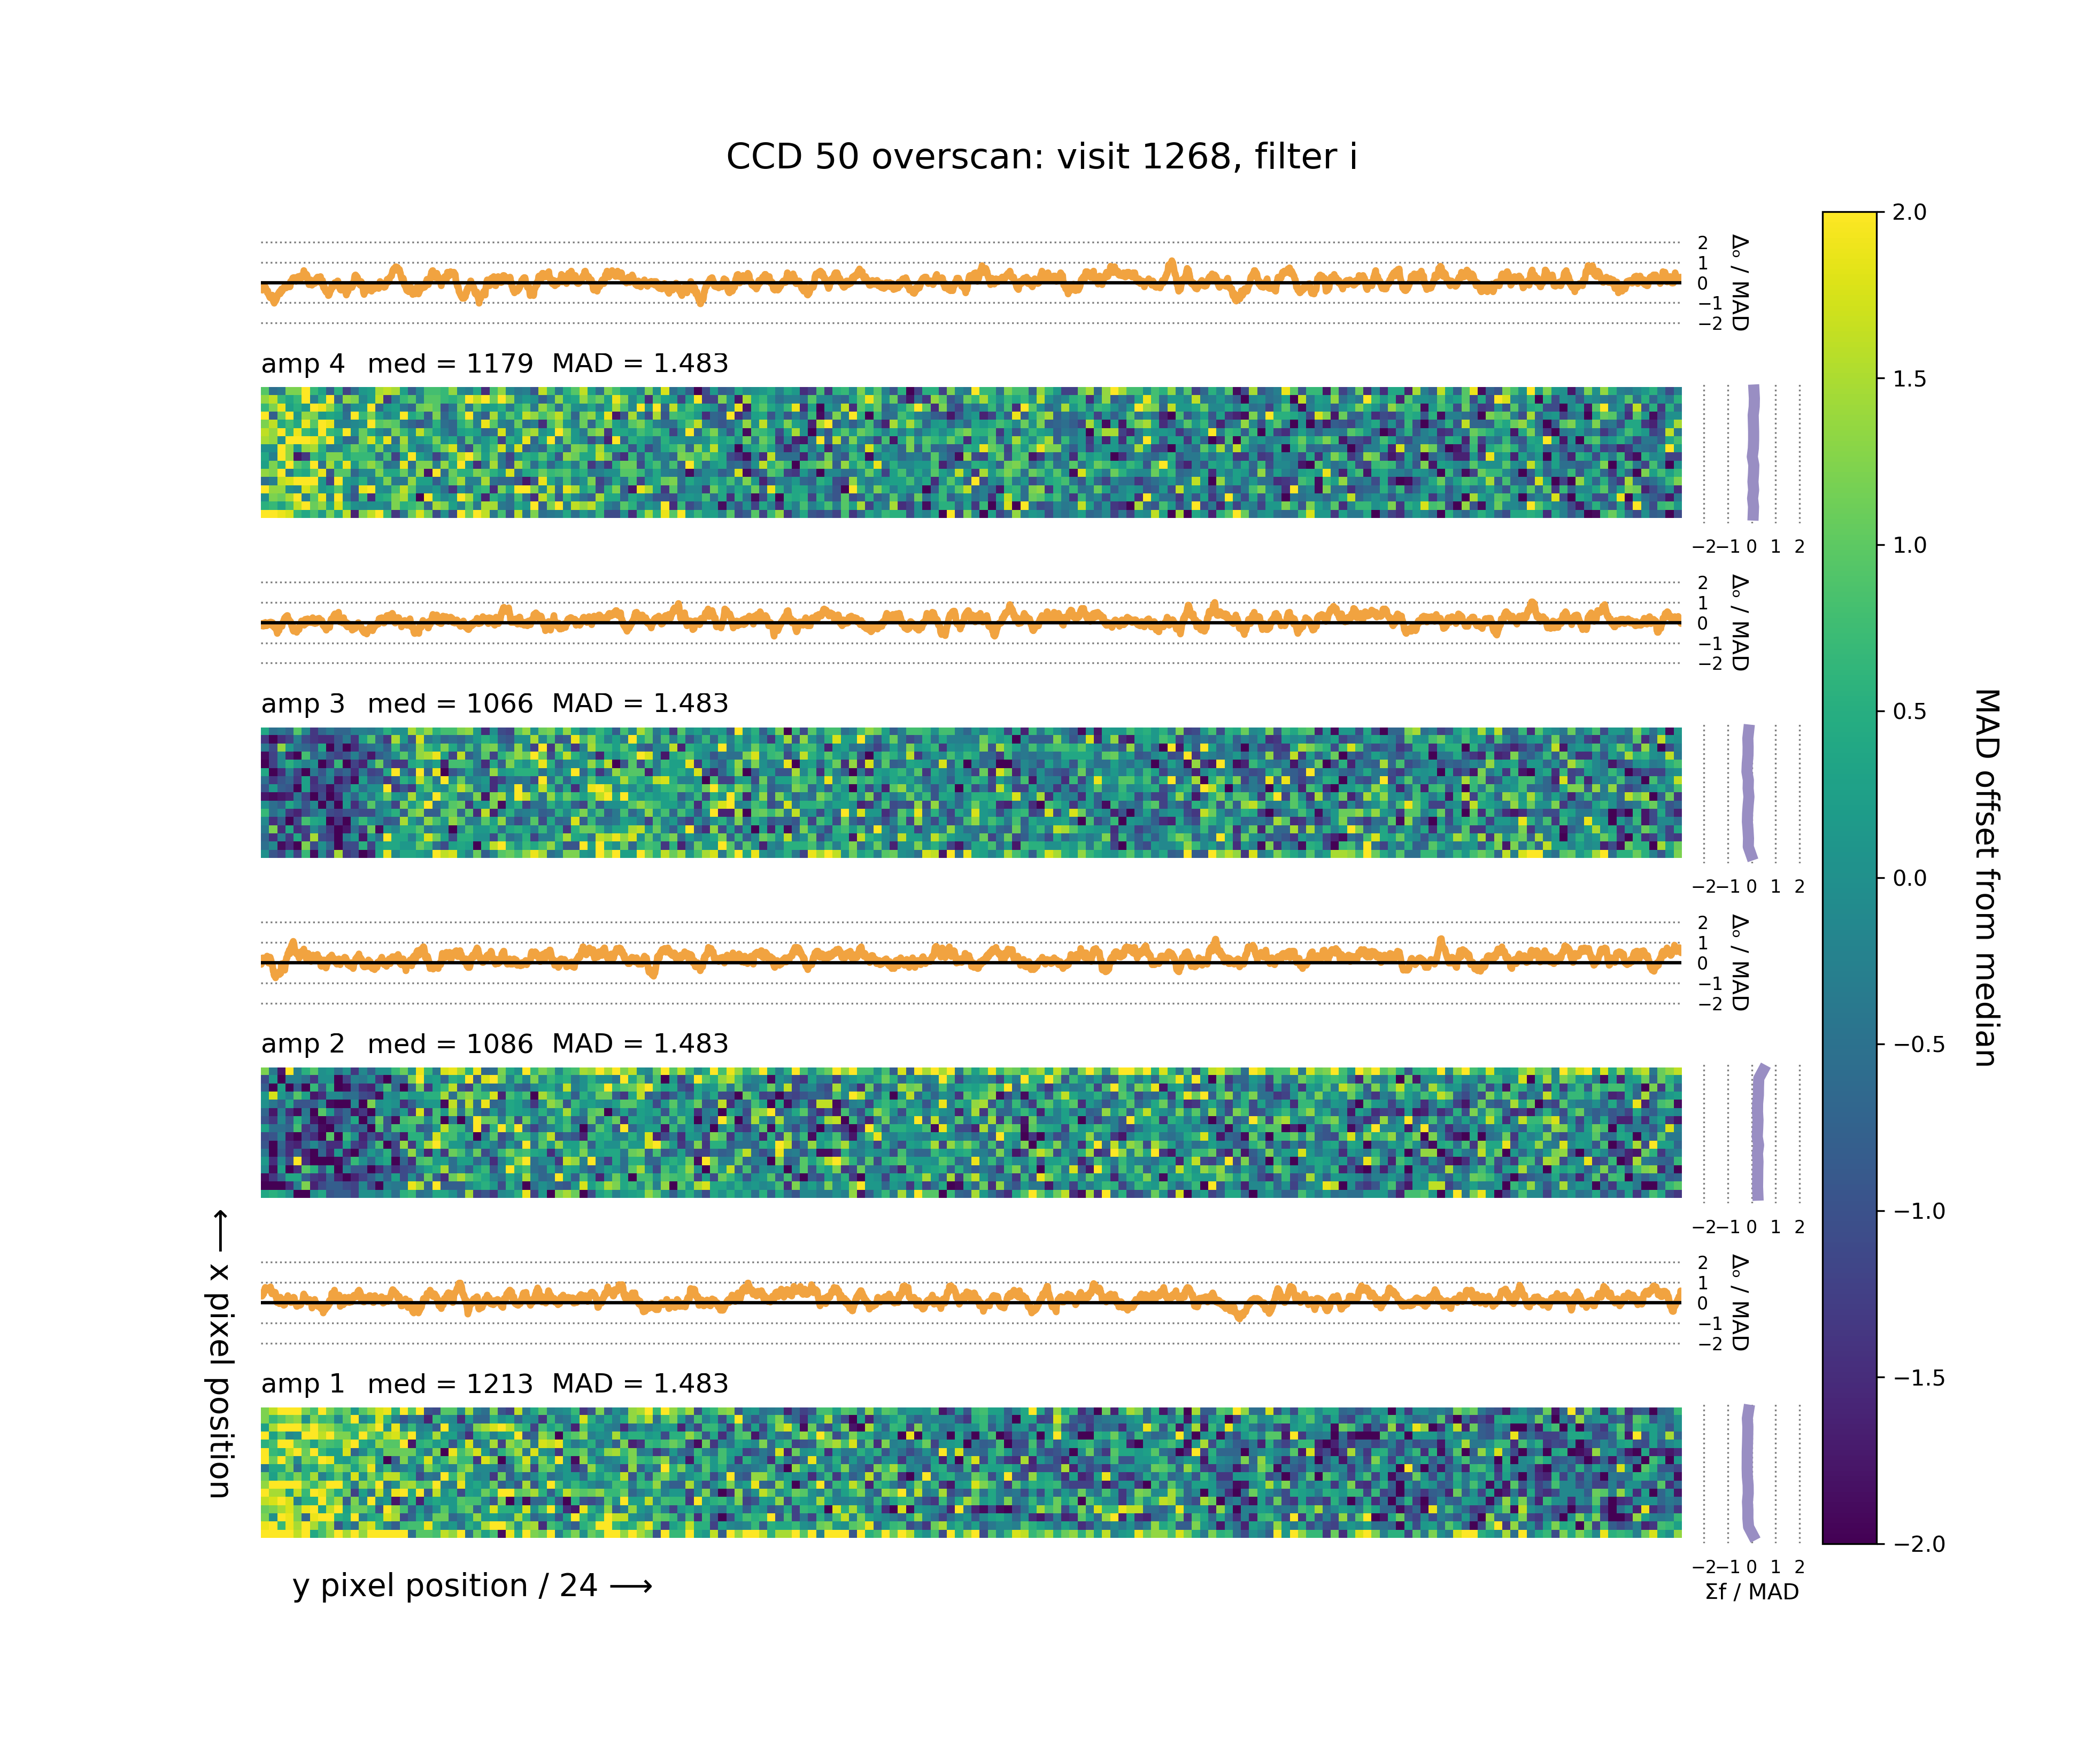 CCD 50 overscan: visit 1268, filter i
2
1
0
−1
−2
Δₒ / MAD
amp 4 med = 1179 MAD = 1.483
−2 −1 0 1 2
2
1
0
−1
−2
Δₒ / MAD
amp 3 med = 1066 MAD = 1.483
−2 −1 0 1 2
2
1
0
−1
−2
Δₒ / MAD
amp 2 med = 1086 MAD = 1.483
−2 −1 0 1 2
2
1
0
−1
−2
Δₒ / MAD
amp 1 med = 1213 MAD = 1.483
−2 −1 0 1 2
Σf / MAD
y pixel position / 24 ⟶
⟵ x pixel position
2.0
1.5
1.0
0.5
0.0
−0.5
−1.0
−1.5
−2.0
MAD offset from median